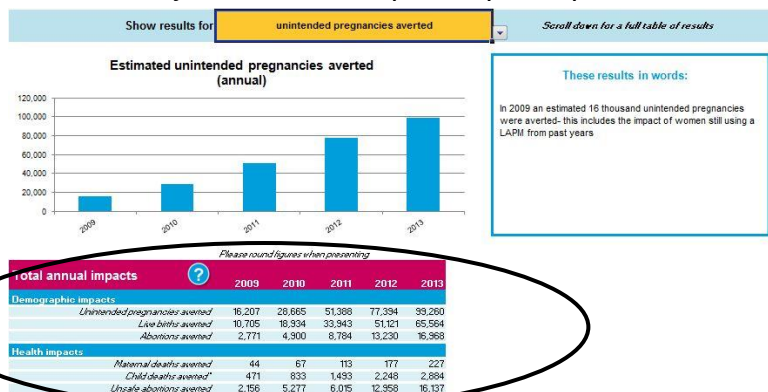 Show results for
unintended pregnancies averted
Scroll down for a full table of results
Estimated unintended pregnancies averted
(annual)
120,000
100,000
80,000
60,000
40,000
20,000
0
2009
2010
2011
2012
2013
These results in words:
In 2009 an estimated 16 thousand unintended pregnancies
were averted- this includes the impact of women still using a
LAPM from past years
Please round figures when presenting
Total annual impacts ? 2009 2010 2011 2012 2013
Demographic impacts
Unintended pregnancies averted 16,207 28,665 51,388 77,394 99,260
Live births averted 10,705 18,934 33,943 51,121 65,564
Abortions averted 2,771 4,900 8,784 13,230 16,968
Health impacts
Maternal deaths averted 44 67 113 177 227
Child deaths averted* 471 833 1,493 2,248 2,884
Unsafe abortions averted 2,156 5,277 6,015 12,958 16,137